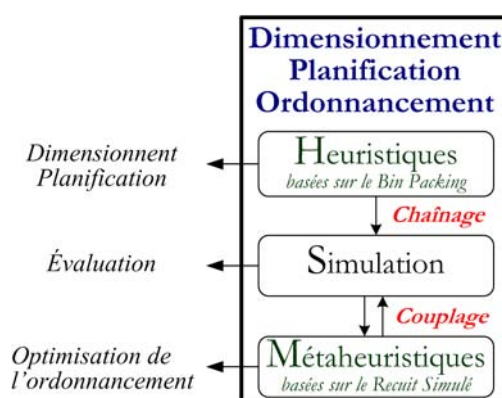 Dimensionnement
Planification
Ordonnancement
Dimensionnent
Planification
Heuristiques
basées sur le Bin Packing
Chaînage
Évaluation
Simulation
Couplage
Optimisation de
l'ordonnancement
Métaheuristiques
basées sur le Recuit Simulé